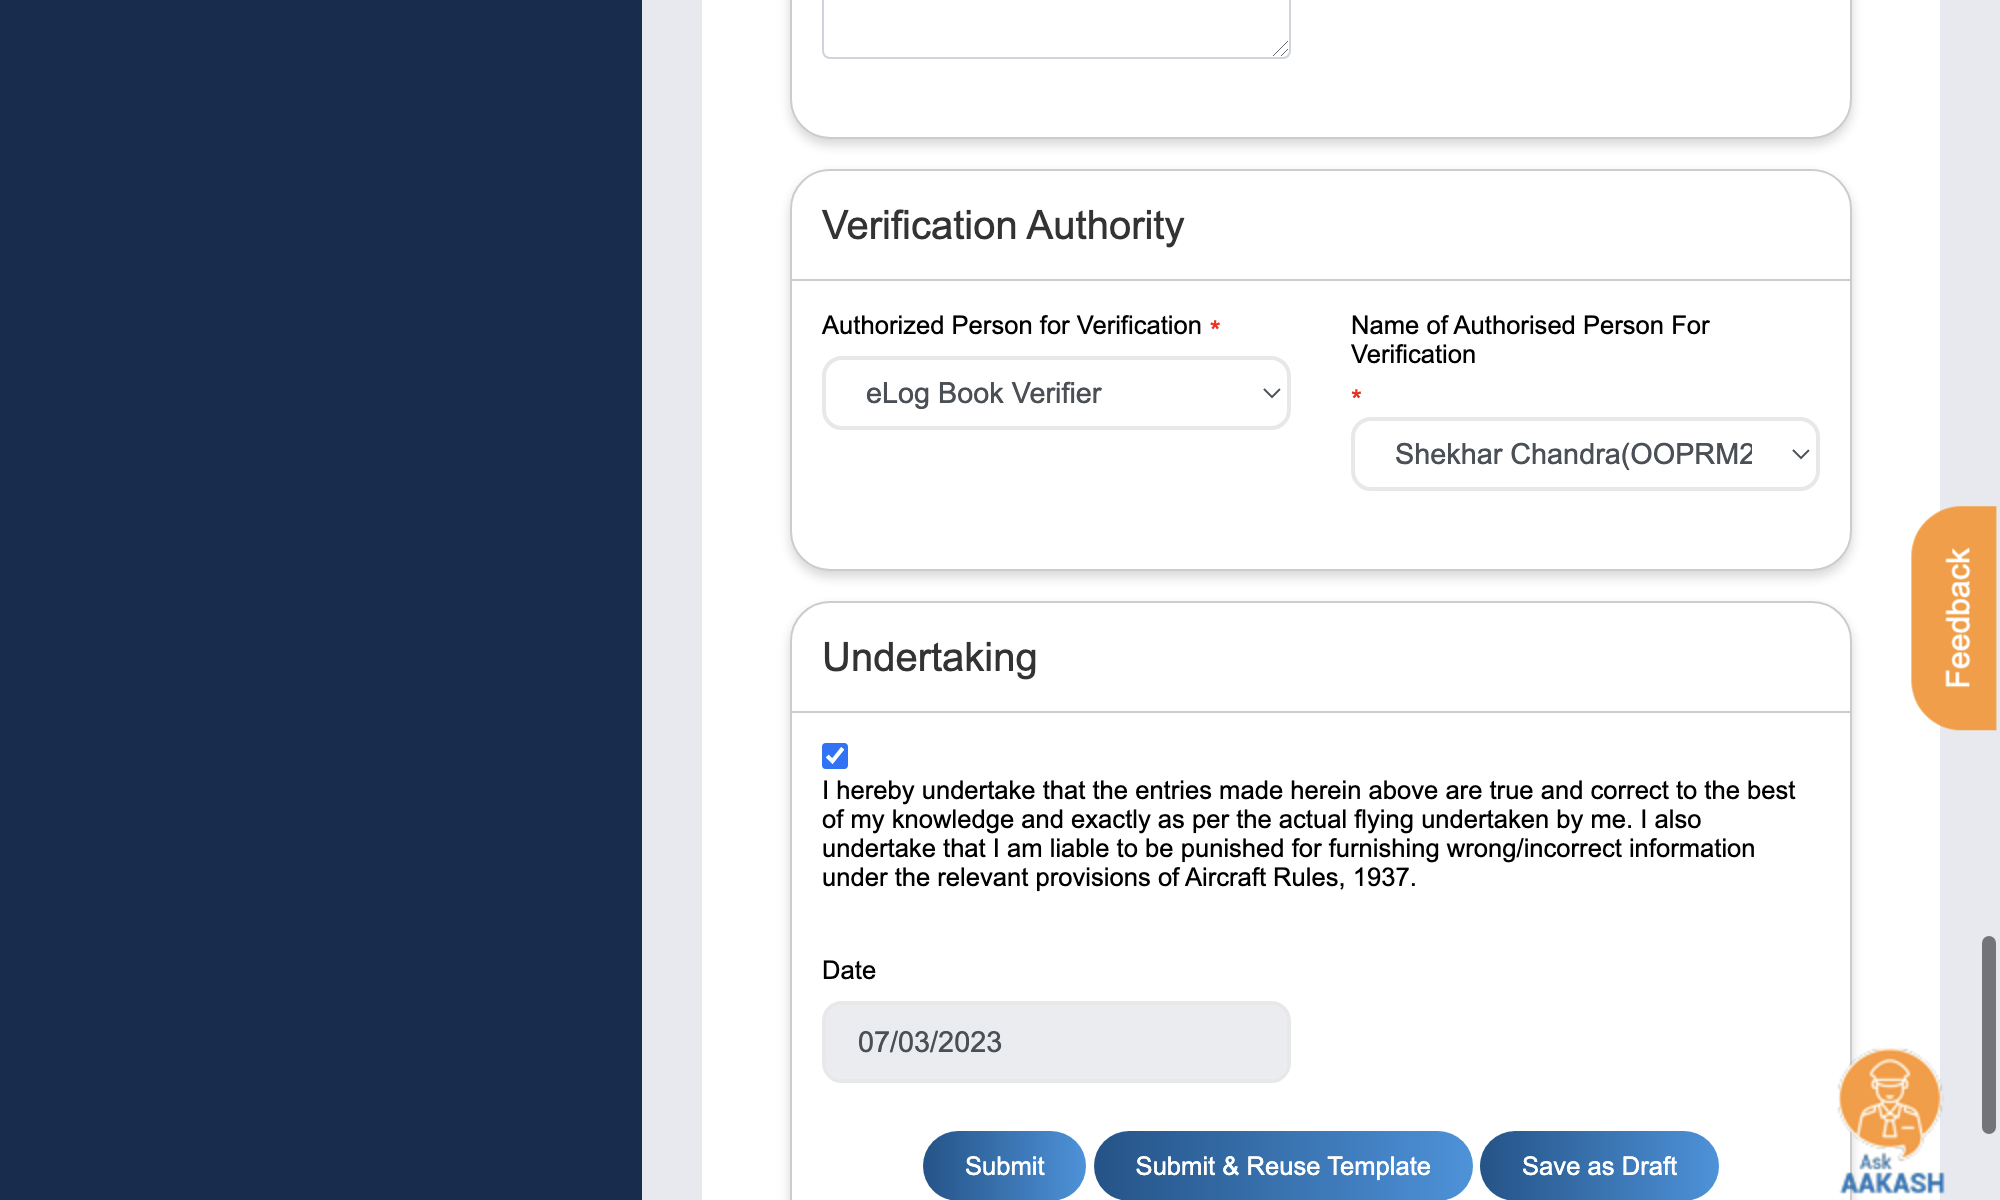 Verification Authority
Authorized Person for Verification *
Name of Authorised Person For
Verification
*
eLog Book Verifier
Shekhar Chandra(OOPRM2
Feedback
Undertaking
I hereby undertake that the entries made herein above are true and correct to the best
of my knowledge and exactly as per the actual flying undertaken by me. I also
undertake that I am liable to be punished for furnishing wrong/incorrect information
under the relevant provisions of Aircraft Rules, 1937.
Date
07/03/2023
Submit
Submit & Reuse Template
Save as Draft
Ask
AAKASH